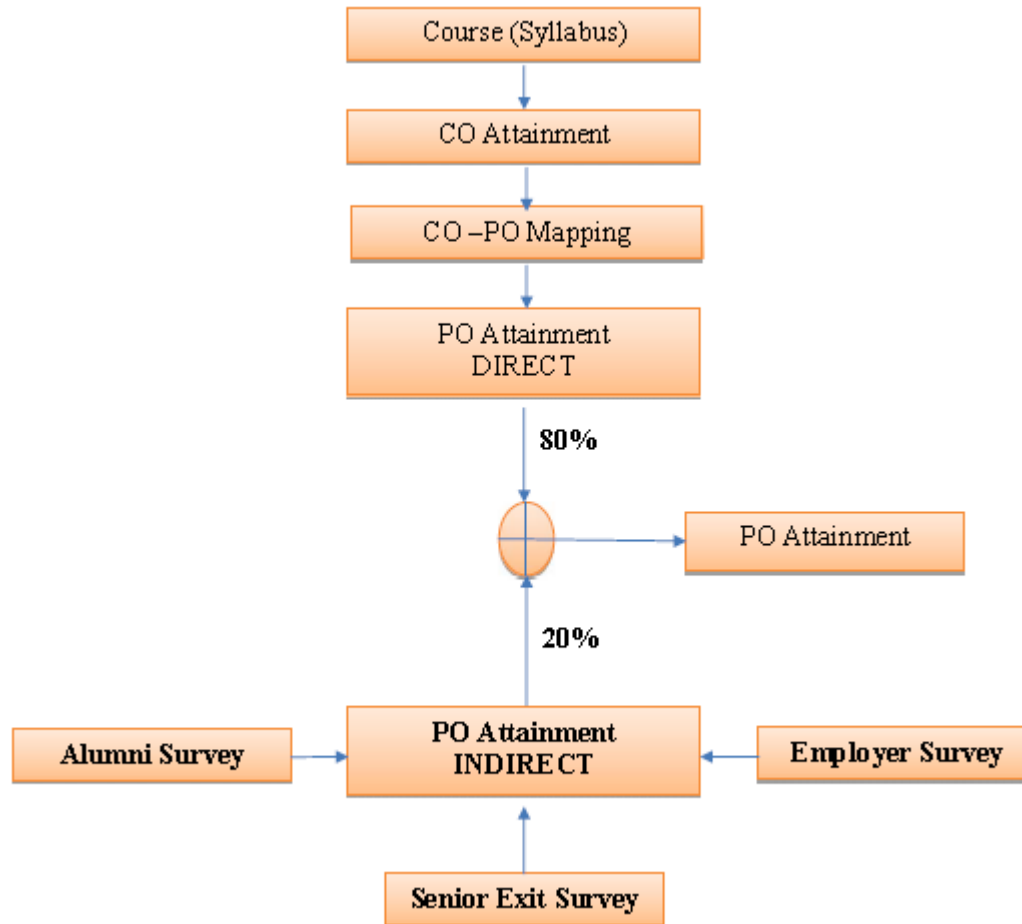 Course (Syllabus)
CO Attainment
CO –PO Mapping
PO Attainment
DIRECT
80%
PO Attainment
20%
PO Attainment
INDIRECT
Alumni Survey
Employer Survey
Senior Exit Survey